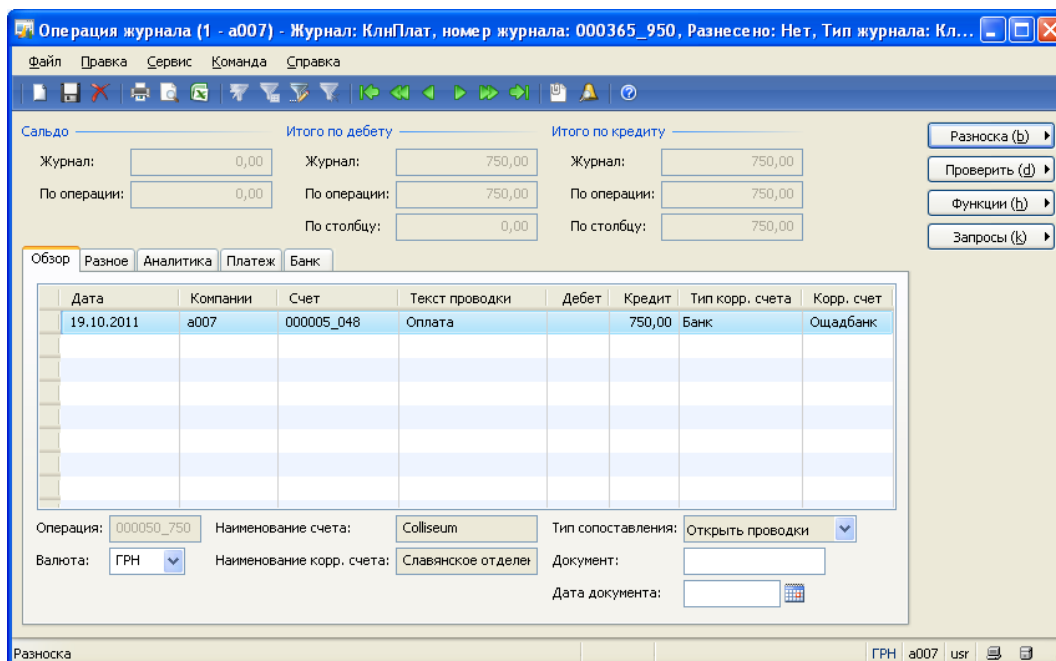 Операция журнала (1 - a007) - Журнал: КлнПлат, номер журнала: 000365_950, Разнесено: Нет, Тип журнала: Кл...
Файл Правка Сервис Команда Справка
Сальдо Итого по дебету Итого по кредиту
Журнал: 0,00 Журнал: 750,00 Журнал: 750,00
По операции: 0,00 По операции: 750,00 По операции: 750,00
По столбцу: 0,00 По столбцу: 750,00
Разноска (b)
Проверить (d)
Функции (h)
Запросы (k)
Обзор Разное Аналитика Платеж Банк
Дата Компании Счет Текст проводки Дебет Кредит Тип корр. счета Корр. счет
19.10.2011 a007 000005_048 Оплата 750,00 Банк Ощадбанк
Операция: 000050_750 Наименование счета: Colliseum Тип сопоставления: Открыть проводки
Валюта: ГРН Наименование корр. счета: Славянское отделен Документ:
Дата документа:
Разноска ГРН a007 usr